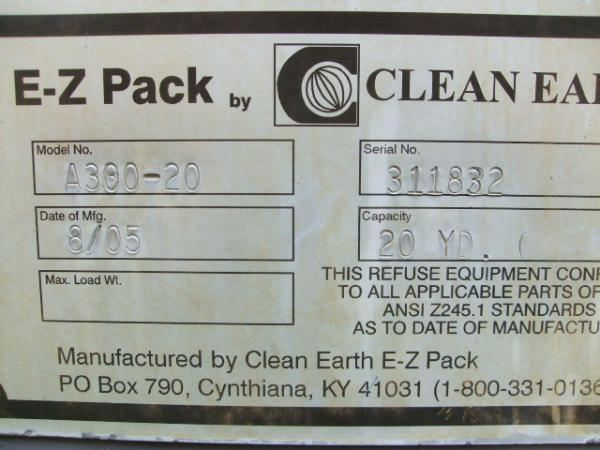 E-Z Pack by CLEAN EA
Model No.
A300-20
Serial No.
311832
Date of Mfg.
8/05
Capacity
20 YD. (
Max. Load Wt.
THIS REFUSE EQUIPMENT CONF
TO ALL APPLICABLE PARTS OF
ANSI Z245.1 STANDARDS
AS TO DATE OF MANUFACTU
Manufactured by Clean Earth E-Z Pack
PO Box 790, Cynthiana, KY 41031 (1-800-331-0136